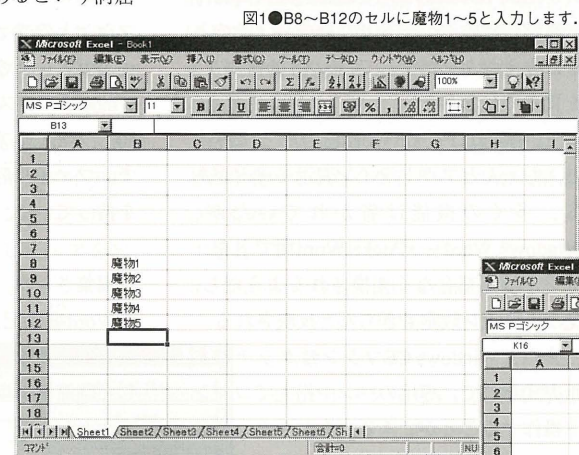 図1●B8〜B12のセルに魔物1〜5と入力します.
Microsoft Excel - Book1
ファイル(F) 編集(E) 表示(V) 挿入(I) 書式(O) ツール(T) データ(D) ウィンドウ(W) ヘルプ(H)
100%
MS Pゴシック 11 B I U
B13
A B C D E F G H I
1
2
3
4
5
6
7
8 魔物1
9 魔物2
10 魔物3
11 魔物4
12 魔物5
13
14
15
16
17
18
Sheet1 Sheet2 Sheet3 Sheet4 Sheet5 Sheet6 Sh
コマンド 合計=0 NU
Microsoft Excel
ファイル(F) 編集(
MS Pゴシック
K16
A
1
2
3
4
5
6